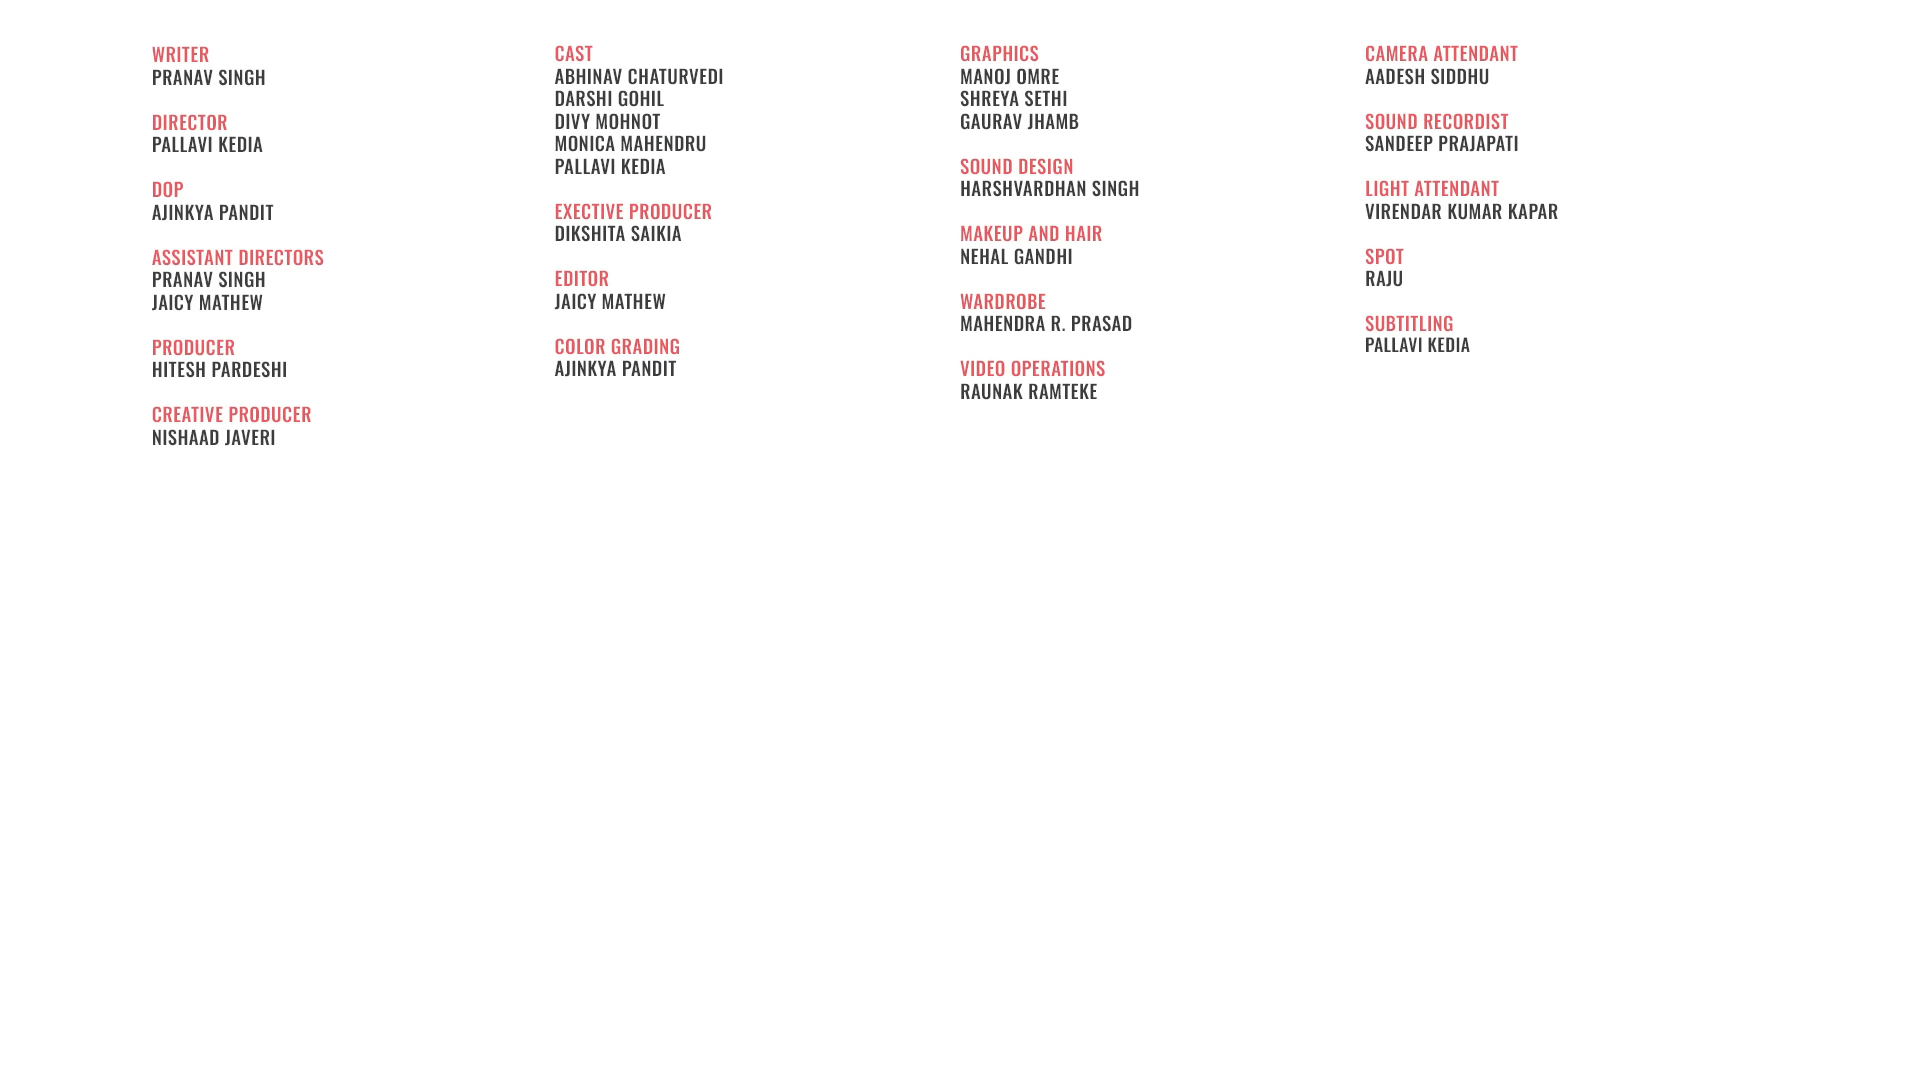 WRITER
PRANAV SINGH
DIRECTOR
PALLAVI KEDIA
DOP
AJINKYA PANDIT
ASSISTANT DIRECTORS
PRANAV SINGH
JAICY MATHEW
PRODUCER
HITESH PARDESHI
CREATIVE PRODUCER
NISHAAD JAVERI
CAST
ABHINAV CHATURVEDI
DARSHI GOHIL
DIVY MOHNOT
MONICA MAHENDRU
PALLAVI KEDIA
EXECTIVE PRODUCER
DIKSHITA SAIKIA
EDITOR
JAICY MATHEW
COLOR GRADING
AJINKYA PANDIT
GRAPHICS
MANOJ OMRE
SHREYA SETHI
GAURAV JHAMB
SOUND DESIGN
HARSHVARDHAN SINGH
MAKEUP AND HAIR
NEHAL GANDHI
WARDROBE
MAHENDRA R. PRASAD
VIDEO OPERATIONS
RAUNAK RAMTEKE
CAMERA ATTENDANT
AADESH SIDDHU
SOUND RECORDIST
SANDEEP PRAJAPATI
LIGHT ATTENDANT
VIRENDAR KUMAR KAPAR
SPOT
RAJU
SUBTITLING
PALLAVI KEDIA